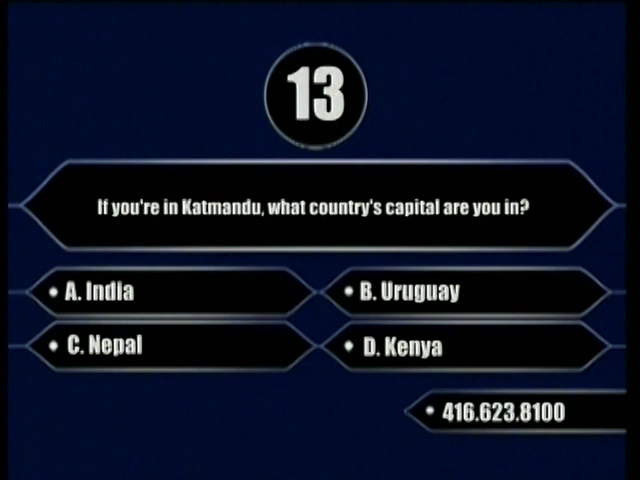 13
If you're in Katmandu, what country's capital are you in?
A. India
B. Uruguay
C. Nepal
D. Kenya
416.623.8100